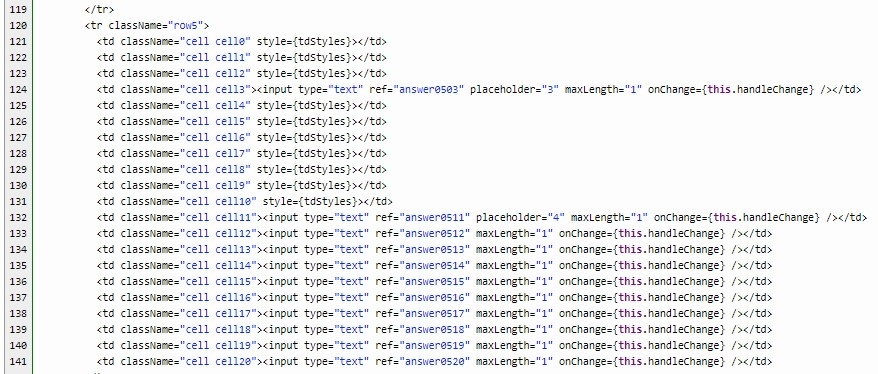 119 </tr>
120 <tr className="row5">
121 <td className="cell cell0" style={tdStyles}></td>
122 <td className="cell cell1" style={tdStyles}></td>
123 <td className="cell cell2" style={tdStyles}></td>
124 <td className="cell cell3"><input type="text" ref="answer0503" placeholder="3" maxLength="1" onChange={this.handleChange} /></td>
125 <td className="cell cell4" style={tdStyles}></td>
126 <td className="cell cell5" style={tdStyles}></td>
127 <td className="cell cell6" style={tdStyles}></td>
128 <td className="cell cell7" style={tdStyles}></td>
129 <td className="cell cell8" style={tdStyles}></td>
130 <td className="cell cell9" style={tdStyles}></td>
131 <td className="cell cell10" style={tdStyles}></td>
132 <td className="cell cell11"><input type="text" ref="answer0511" placeholder="4" maxLength="1" onChange={this.handleChange} /></td>
133 <td className="cell cell12"><input type="text" ref="answer0512" maxLength="1" onChange={this.handleChange} /></td>
134 <td className="cell cell13"><input type="text" ref="answer0513" maxLength="1" onChange={this.handleChange} /></td>
135 <td className="cell cell14"><input type="text" ref="answer0514" maxLength="1" onChange={this.handleChange} /></td>
136 <td className="cell cell15"><input type="text" ref="answer0515" maxLength="1" onChange={this.handleChange} /></td>
137 <td className="cell cell16"><input type="text" ref="answer0516" maxLength="1" onChange={this.handleChange} /></td>
138 <td className="cell cell17"><input type="text" ref="answer0517" maxLength="1" onChange={this.handleChange} /></td>
139 <td className="cell cell18"><input type="text" ref="answer0518" maxLength="1" onChange={this.handleChange} /></td>
140 <td className="cell cell19"><input type="text" ref="answer0519" maxLength="1" onChange={this.handleChange} /></td>
141 <td className="cell cell20"><input type="text" ref="answer0520" maxLength="1" onChange={this.handleChange} /></td>